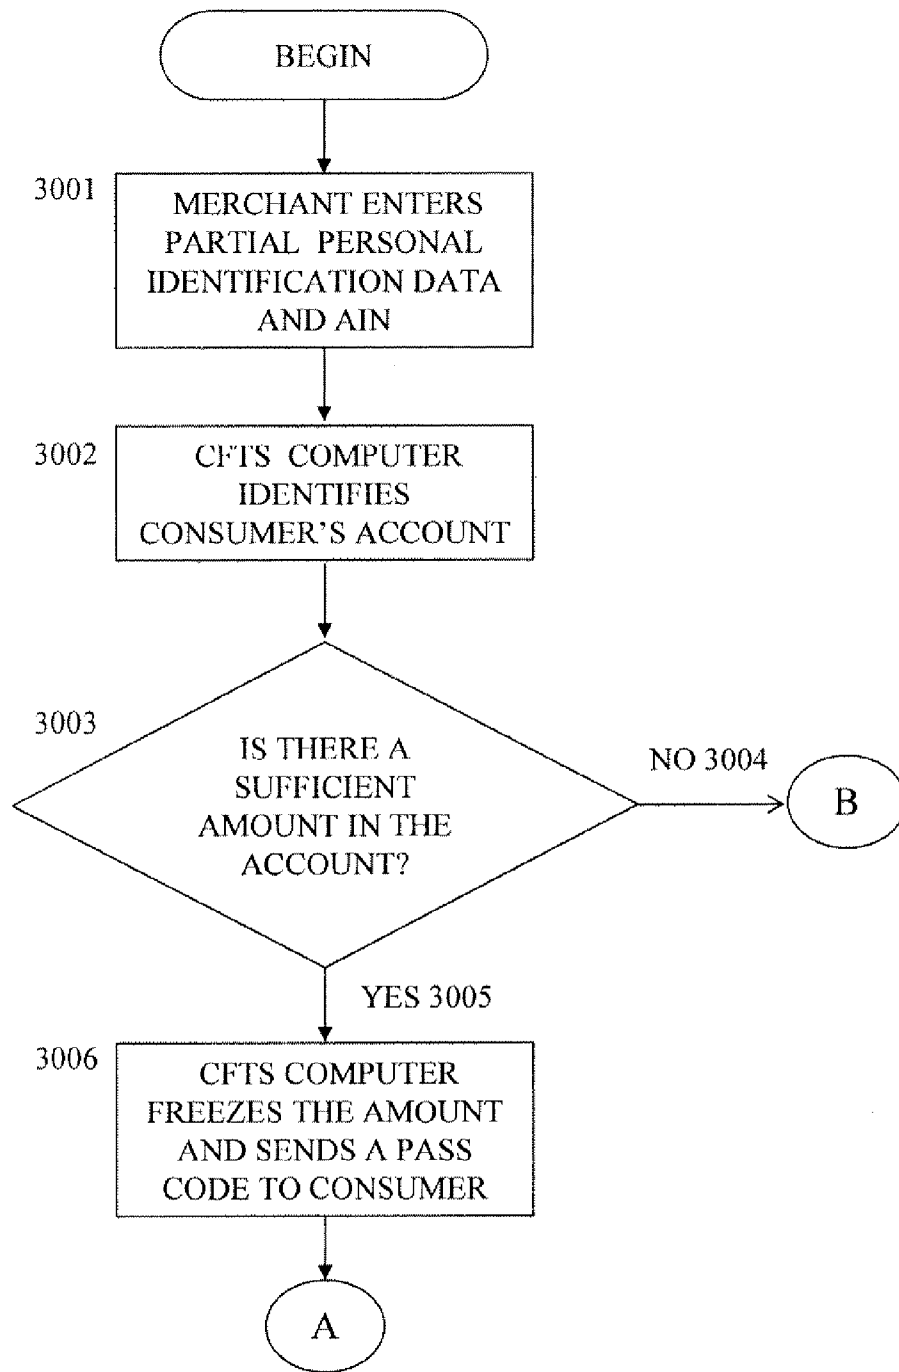 BEGIN
3001
MERCHANT ENTERS
PARTIAL PERSONAL
IDENTIFICATION DATA
AND AIN
3002
CFTS COMPUTER
IDENTIFIES
CONSUMER'S ACCOUNT
3003
IS THERE A
SUFFICIENT
AMOUNT IN THE
ACCOUNT?
NO 3004
B
YES 3005
3006
CFTS COMPUTER
FREEZES THE AMOUNT
AND SENDS A PASS
CODE TO CONSUMER
A